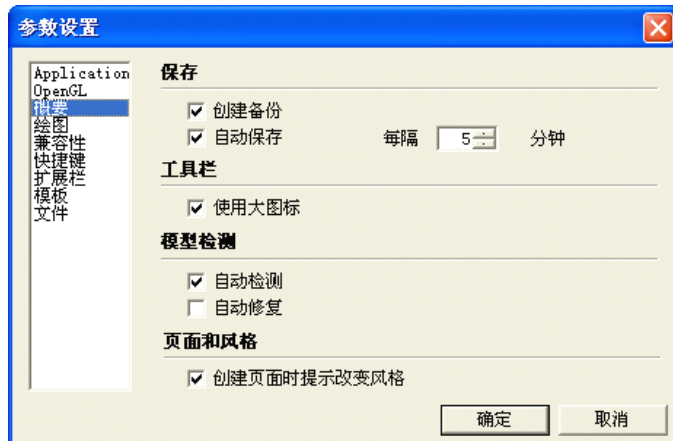 参数设置
Application
OpenGL
概要
绘图
兼容性
快捷键
扩展栏
模板
文件
保存
创建备份
自动保存 每隔 5 分钟
工具栏
使用大图标
模型检测
自动检测
自动修复
页面和风格
创建页面时提示改变风格
确定 取消